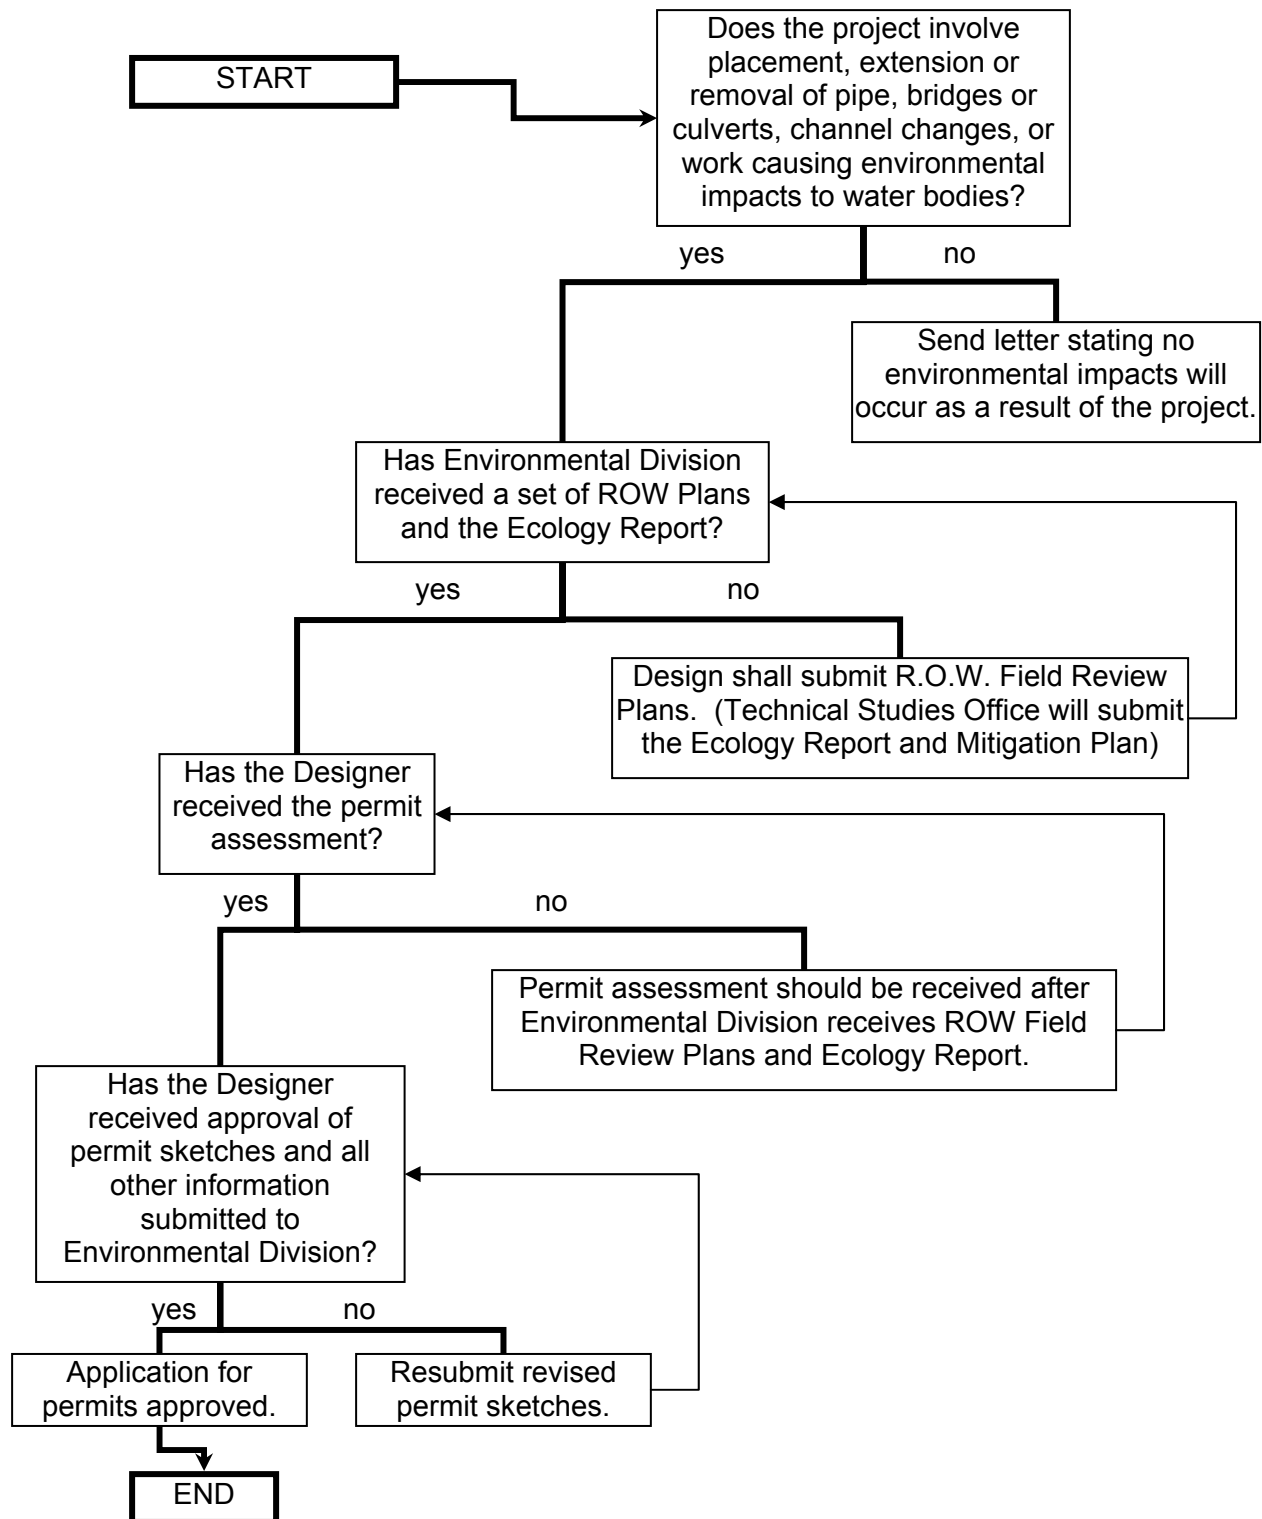 START
Does the project involve
placement, extension or
removal of pipe, bridges or
culverts, channel changes, or
work causing environmental
impacts to water bodies?
yes
no
Send letter stating no
environmental impacts will
occur as a result of the project.
Has Environmental Division
received a set of ROW Plans
and the Ecology Report?
yes
no
Design shall submit R.O.W. Field Review
Plans.  (Technical Studies Office will submit
the Ecology Report and Mitigation Plan)
Has the Designer
received the permit
assessment?
yes
no
Permit assessment should be received after
Environmental Division receives ROW Field
Review Plans and Ecology Report.
Has the Designer
received approval of
permit sketches and all
other information
submitted to
Environmental Division?
yes
no
Application for
permits approved.
Resubmit revised
permit sketches.
END